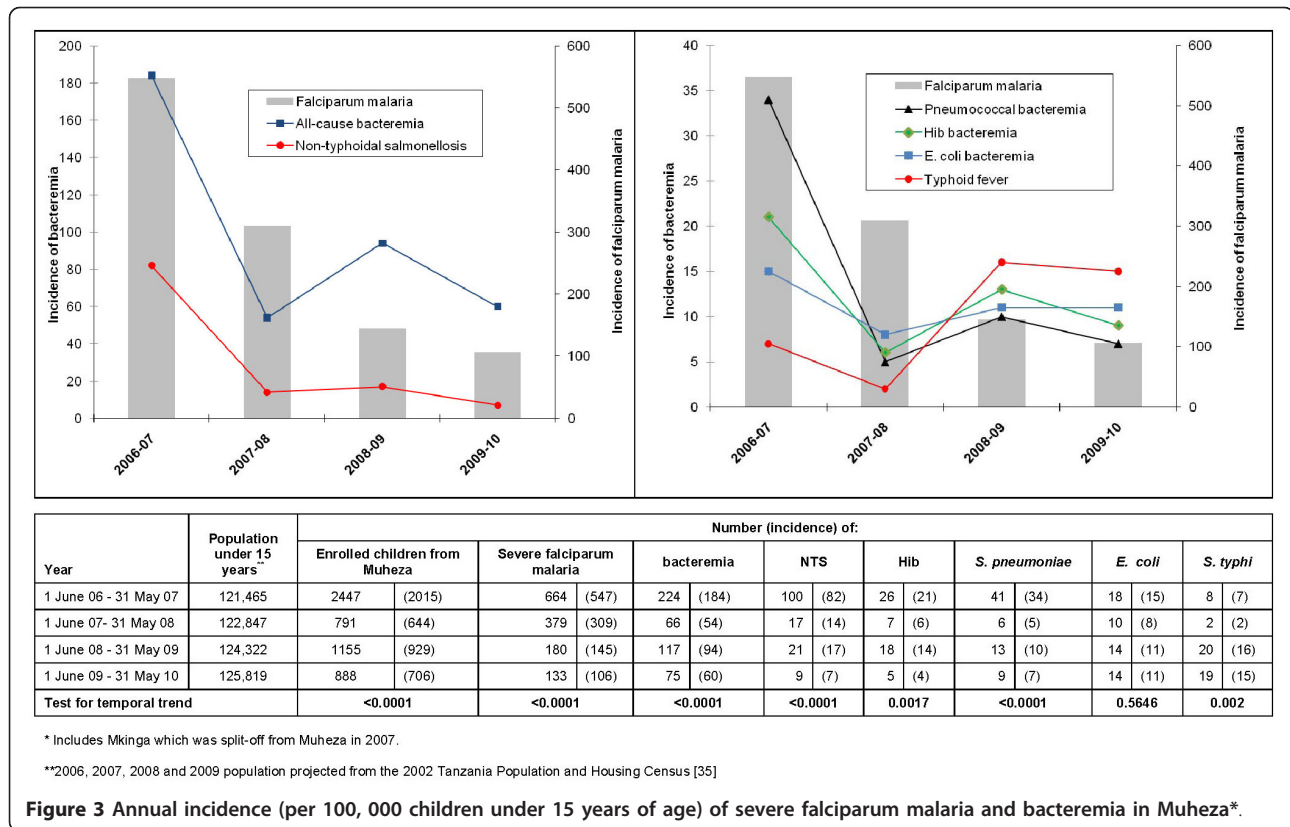 200
180
160
140
120
100
80
60
40
20
0
Incidence of bacteremia
Falciparum malaria
All-cause bacteremia
Non-typhoidal salmonellosis
600
500
400
300
200
100
0
Incidence of falciparum malaria
2006-07
2007-08
2008-09
2009-10
40
35
30
25
20
15
10
5
0
Incidence of bacteremia
Falciparum malaria
Pneumococcal bacteremia
Hib bacteremia
E. coli bacteremia
Typhoid fever
600
500
400
300
200
100
0
Incidence of falciparum malaria
2006-07
2007-08
2008-09
2009-10
Year Population under 15 years** Number (incidence) of:
Enrolled children from Muheza Severe falciparum malaria bacteremia NTS Hib S. pneumoniae E. coli S. typhi
1 June 06 - 31 May 07 121,465 2447 (2015) 664 (547) 224 (184) 100 (82) 26 (21) 41 (34) 18 (15) 8 (7)
1 June 07- 31 May 08 122,847 791 (644) 379 (309) 66 (54) 17 (14) 7 (6) 6 (5) 10 (8) 2 (2)
1 June 08 - 31 May 09 124,322 1155 (929) 180 (145) 117 (94) 21 (17) 18 (14) 13 (10) 14 (11) 20 (16)
1 June 09 - 31 May 10 125,819 888 (706) 133 (106) 75 (60) 9 (7) 5 (4) 9 (7) 14 (11) 19 (15)
Test for temporal trend <0.0001 <0.0001 <0.0001 <0.0001 0.0017 <0.0001 0.5646 0.002
* Includes Mkinga which was split-off from Muheza in 2007.
**2006, 2007, 2008 and 2009 population projected from the 2002 Tanzania Population and Housing Census [35]
Figure 3 Annual incidence (per 100, 000 children under 15 years of age) of severe falciparum malaria and bacteremia in Muheza*.